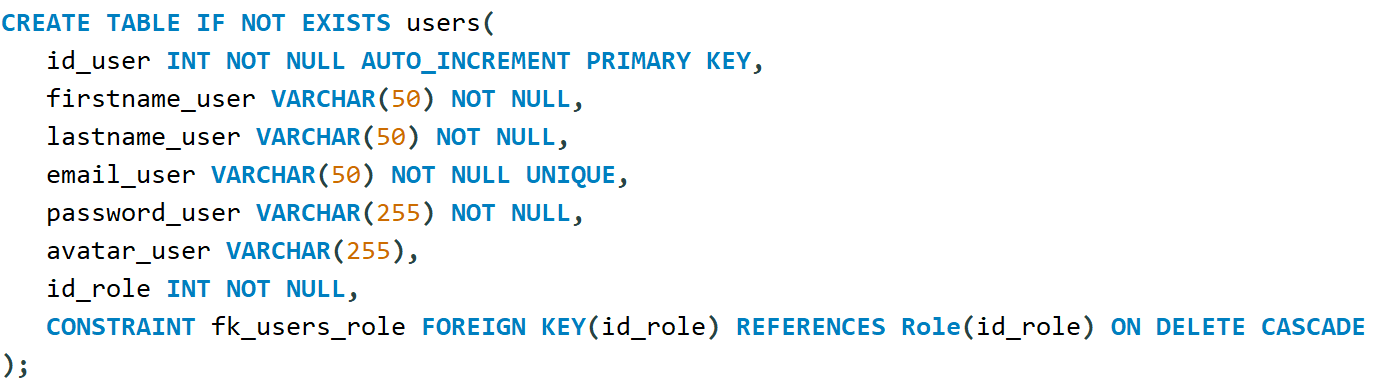 CREATE TABLE IF NOT EXISTS users(
id_user INT NOT NULL AUTO_INCREMENT PRIMARY KEY,
firstname_user VARCHAR(50) NOT NULL,
lastname_user VARCHAR(50) NOT NULL,
email_user VARCHAR(50) NOT NULL UNIQUE,
password_user VARCHAR(255) NOT NULL,
avatar_user VARCHAR(255),
id_role INT NOT NULL,
CONSTRAINT fk_users_role FOREIGN KEY(id_role) REFERENCES Role(id_role) ON DELETE CASCADE
);